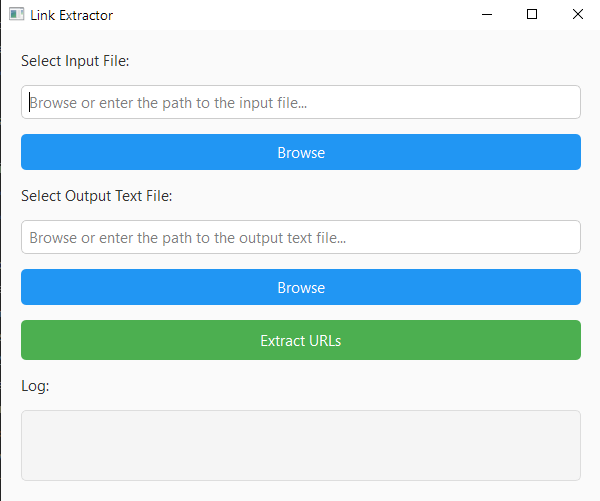 Link Extractor
Select Input File:
Browse or enter the path to the input file...
Browse
Select Output Text File:
Browse or enter the path to the output text file...
Browse
Extract URLs
Log: